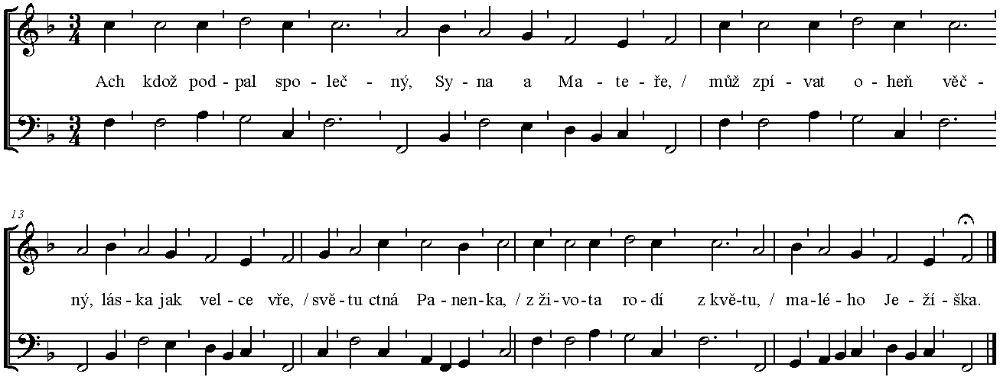 3 4
Ach kdož pod - pal spo - leč - ný, Sy - na a Ma - te - ře, / můž zpí - vat o - heň věč -
3 4
13
ný, lás - ka jak vel - ce vře, / svě - tu ctná Pa - nen - ka, / z ži - vo - ta ro - dí z kvě - tu, / ma - lé - ho Je - ží - ška.